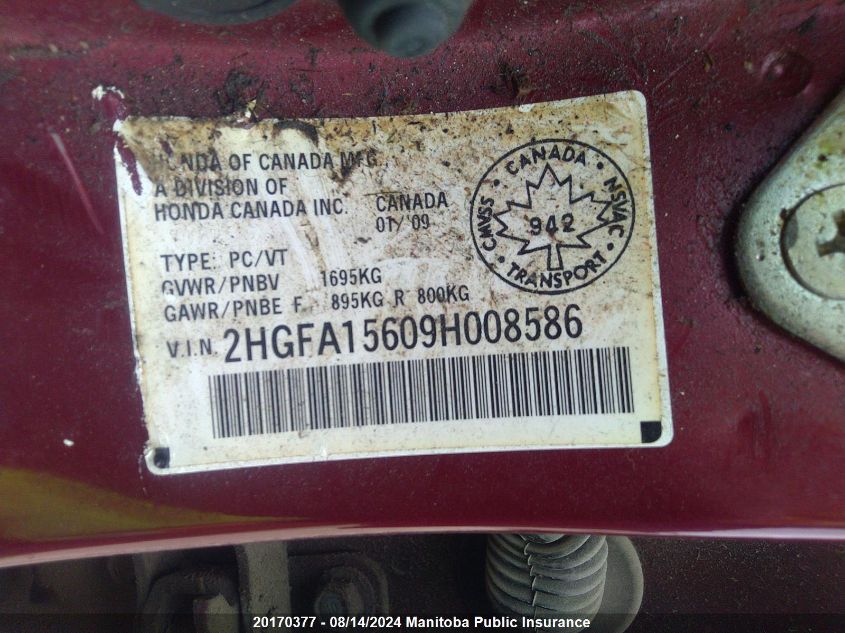 HONDA OF CANADA MFG.
A DIVISION OF
HONDA CANADA INC.
CANADA
01/'09
CANADA
CMVSS
942
NSVAC
TRANSPORT
TYPE: PC/VT
GVWR/PNBV 1695KG
GAWR/PNBE F 895KG R 800KG
V.I.N. 2HGFA15609H008586
20170377 - 08/14/2024 Manitoba Public Insurance